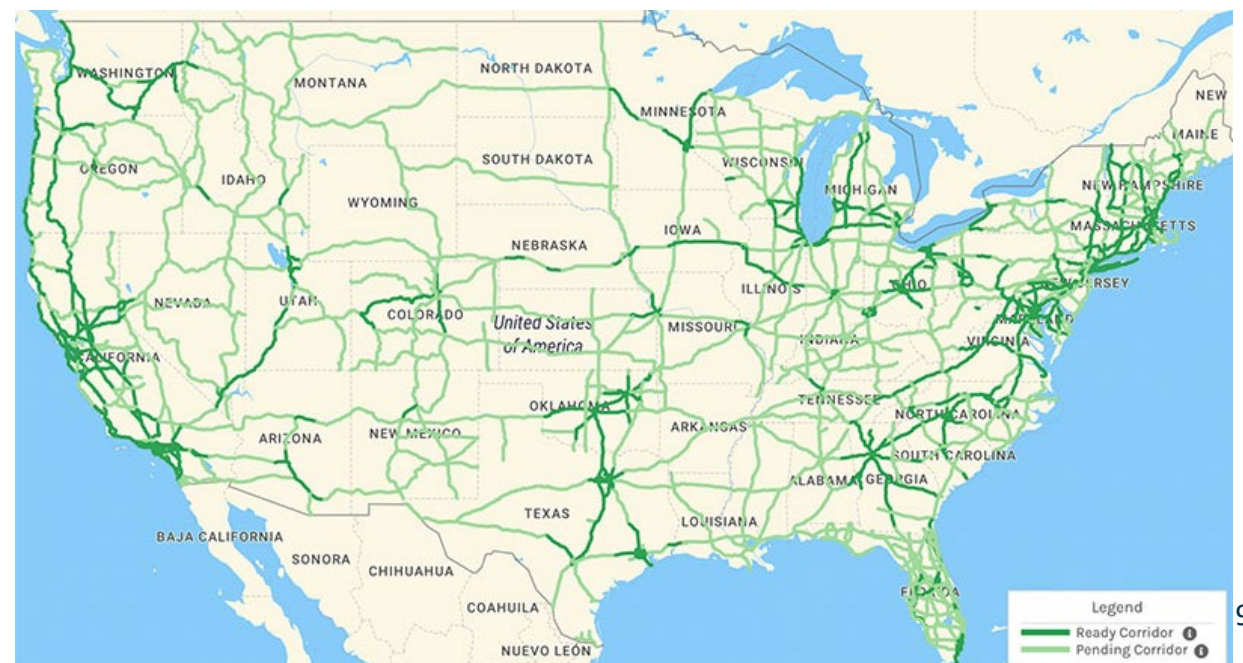 WASHINGTON
MONTANA
NORTH DAKOTA
MINNESOTA
NEW
MAINE
OREGON
IDAHO
SOUTH DAKOTA
WISCONSIN
MICHIGAN
NEW HAMPSHIRE
WYOMING
MASSACHUSETTS
NEBRASKA
IOWA
NEVADA
UTAH
COLORADO
United States
of America
ILLINOIS
OHIO
JERSEY
MISSOURI
INDIANA
MARYLAND
VIRGINIA
CALIFORNIA
OKLAHOMA
TENNESSEE
NORTH CAROLINA
ARIZONA
NEW MEXICO
ARKANSAS
SOUTH CAROLINA
ALABAMA
GEORGIA
TEXAS
LOUISIANA
BAJA CALIFORNIA
SONORA
CHIHUAHUA
COAHUILA
NUEVO LEÓN
FLORIDA
Legend
Ready Corridor i
Pending Corridor i